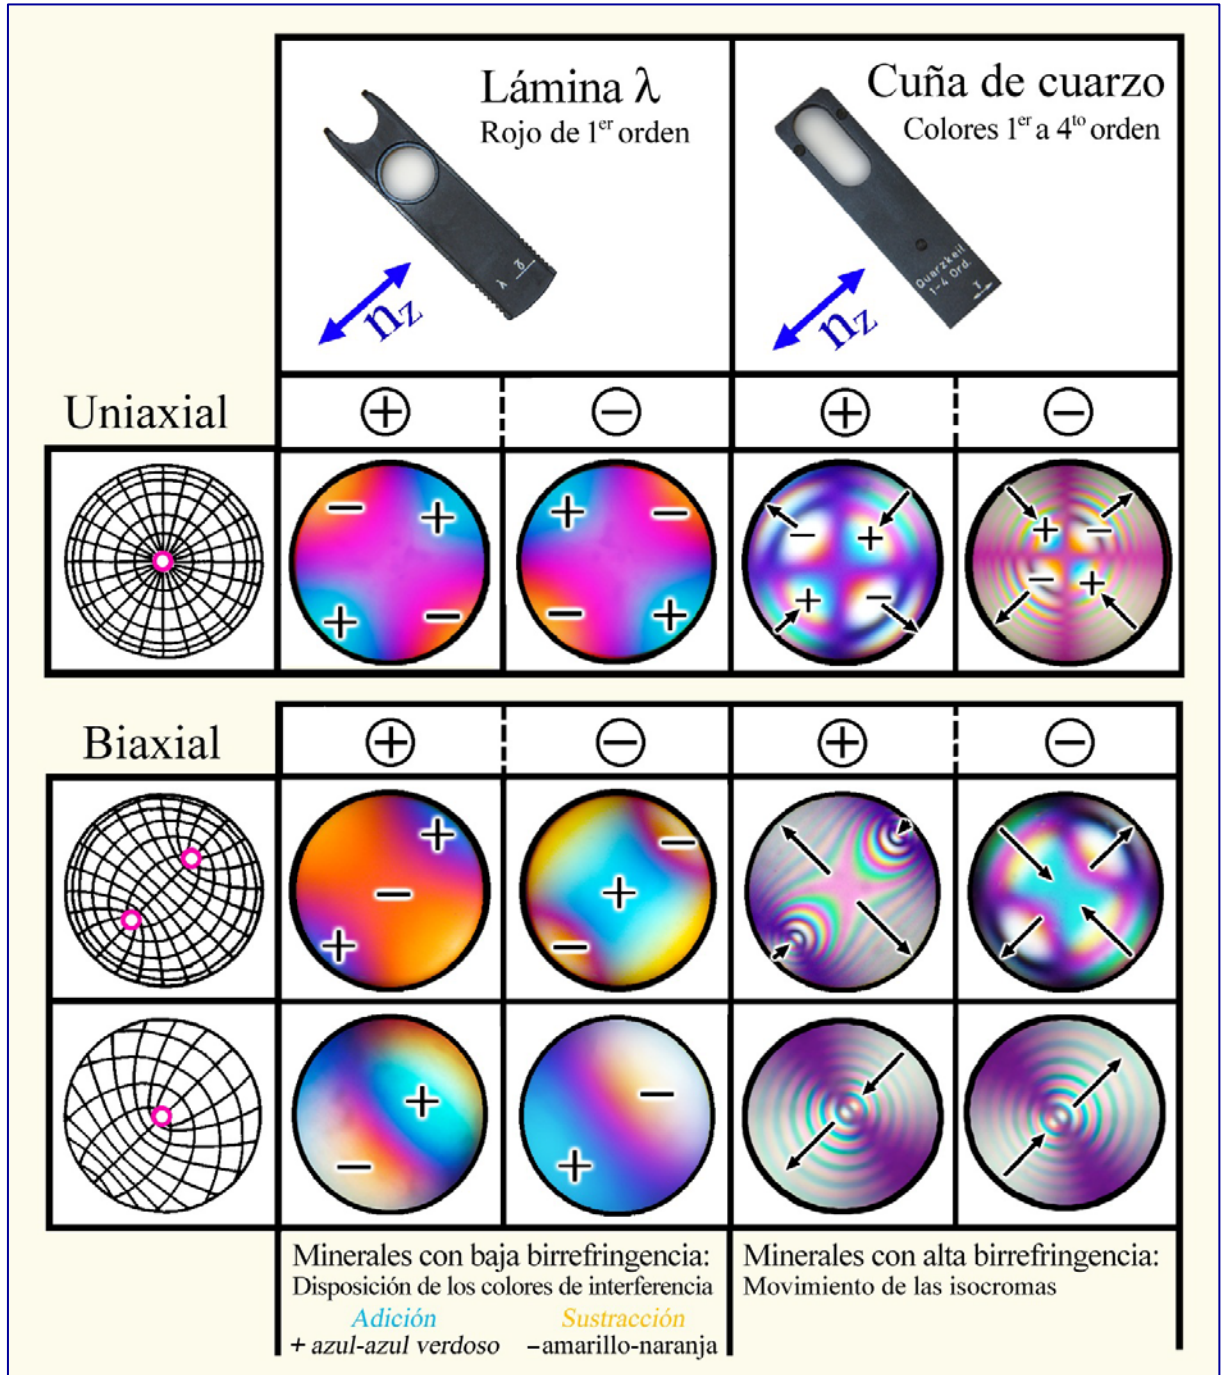 Lámina λ
Rojo de 1er orden
λ γ
nz
Cuña de cuarzo
Colores 1er a 4to orden
Quarzkeil
1-4 Ord.
γ
nz
Uniaxial
+ − + −
− + + −
+ − − +
− + + −
+ − − +
Biaxial
+ − + −
+ −
− +
+ −
+ −
− +
Minerales con baja birrefringencia:
Disposición de los colores de interferencia
Adición Sustracción
+ azul-azul verdoso −amarillo-naranja
Minerales con alta birrefringencia:
Movimiento de las isocromas